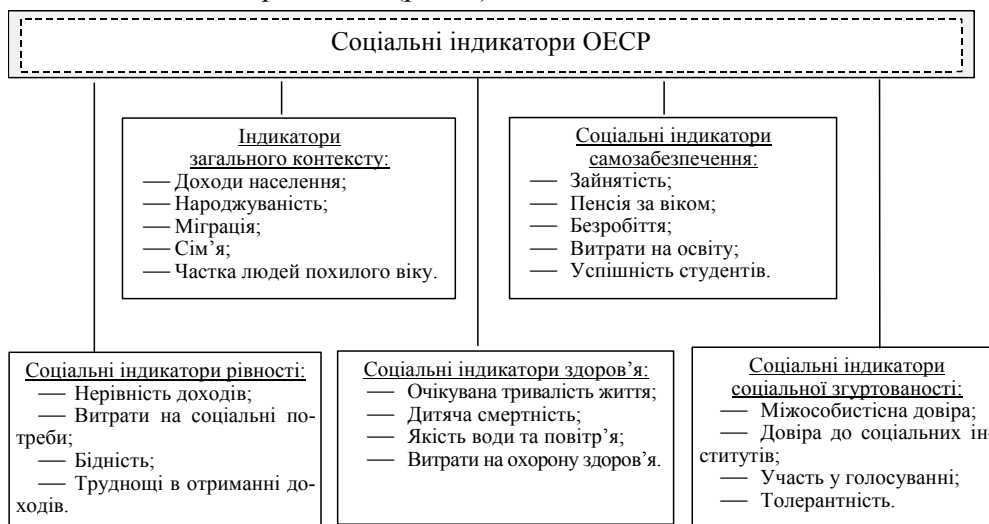 Соціальні індикатори ОЕСР
Індикатори
загального контексту:
— Доходи населення;
— Народжуваність;
— Міграція;
— Сім’я;
— Частка людей похилого віку.
Соціальні індикатори
самозабезпечення:
— Зайнятість;
— Пенсія за віком;
— Безробіття;
— Витрати на освіту;
— Успішність студентів.
Соціальні індикатори рівності:
— Нерівність доходів;
— Витрати на соціальні по-
треби;
— Бідність;
— Труднощі в отриманні до-
ходів.
Соціальні індикатори здоров’я:
— Очікувана тривалість життя;
— Дитяча смертність;
— Якість води та повітр’я;
— Витрати на охорону здоров’я.
Соціальні індикатори
соціальної згуртованості:
— Міжособистісна довіра;
— Довіра до соціальних ін-
ститутів;
— Участь у голосуванні;
— Толерантність.